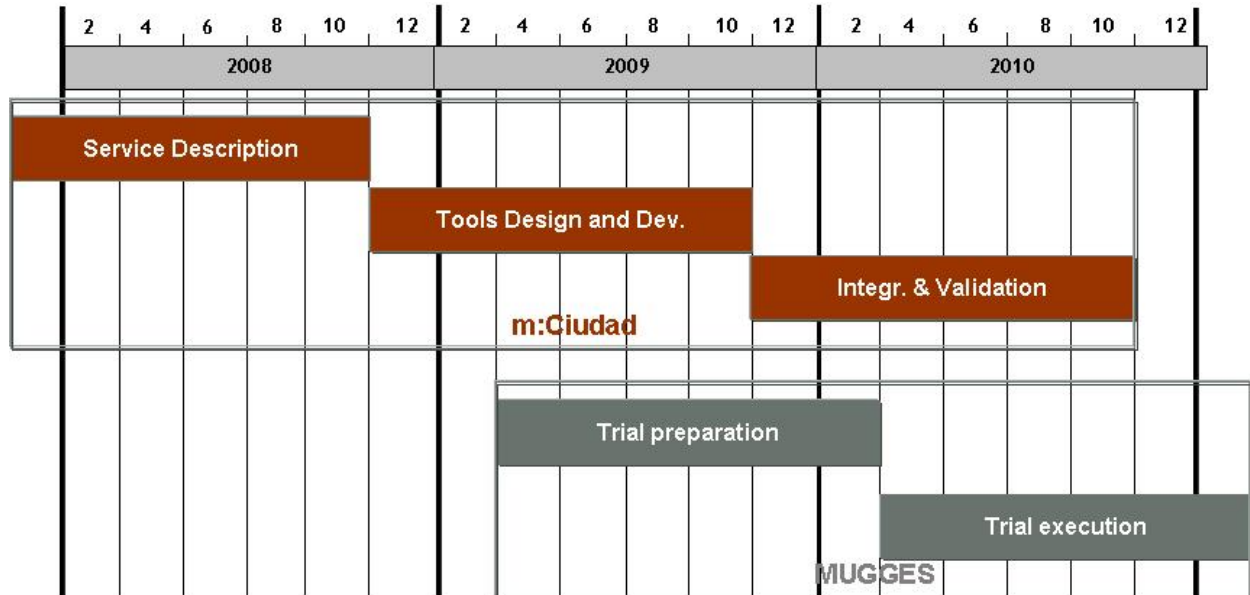 2 4 6 8 10 12 2 4 6 8 10 12 2 4 6 8 10 12
2008 2009 2010
Service Description
Tools Design and Dev.
Integr. & Validation
m:Ciudad
Trial preparation
Trial execution
MUGGES